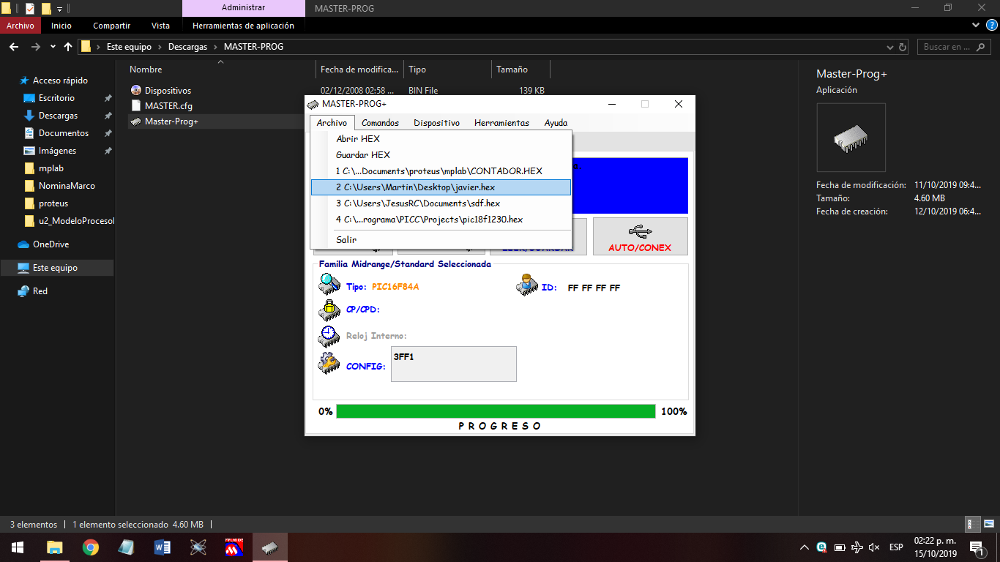 Administrar
MASTER-PROG
Archivo Inicio Compartir Vista Herramientas de aplicación
Este equipo Descargas MASTER-PROG
Buscar en ...
Nombre Fecha de modifica... Tipo Tamaño
Acceso rápido
Escritorio
Descargas
Documentos
Imágenes
mplab
NominaMarco
proteus
u2_ModeloProcesol
OneDrive
Este equipo
Red
Dispositivos 02/12/2008 02:58 ... BIN File 139 KB
MASTER.cfg
Master-Prog+
MASTER-PROG+
Archivo Comandos Dispositivo Herramientas Ayuda
Abrir HEX
Guardar HEX
1 C:\...Documents\proteus\mplab\CONTADOR.HEX
2 C:\Users\Martin\Desktop\javier.hex
3 C:\Users\JesusRC\Documents\sdf.hex
4 C:\...rograma\PICC\Projects\pic18f1230.hex
Salir
AUTO/CONEX
Familia Midrange/Standard Seleccionada
Tipo: PIC16F84A
ID: FF FF FF FF
CP/CPD:
Reloj Interno:
CONFIG: 3FF1
0% 100%
P R O G R E S O
Master-Prog+
Aplicación
Fecha de modificación: 11/10/2019 09:4...
Tamaño: 4.60 MB
Fecha de creación: 12/10/2019 06:4...
3 elementos 1 elemento seleccionado 4.60 MB
MPLAB IDE
ESP
02:22 p. m.
15/10/2019
1